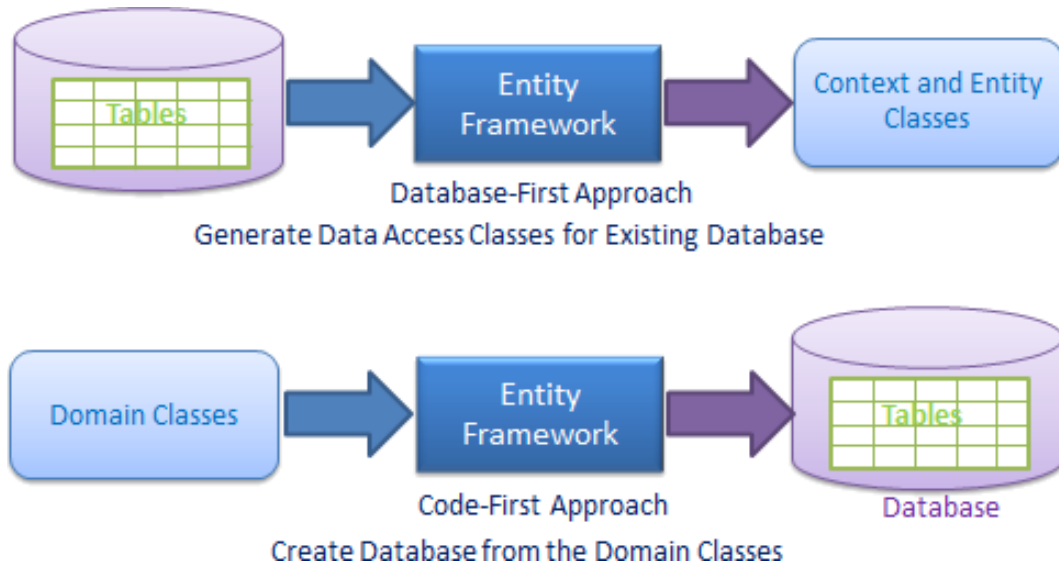 Tables
Entity
Framework
Context and Entity
Classes
Database-First Approach
Generate Data Access Classes for Existing Database
Domain Classes
Entity
Framework
Tables
Code-First Approach
Database
Create Database from the Domain Classes